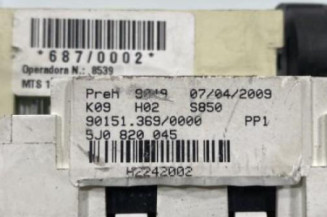 *687/0002*
Operadora N.: 8539
MTS 1
PreH 9049 07/04/2009
K09 H02 S850
90151.369/0000 PP1
5J0 820 045
H2242002